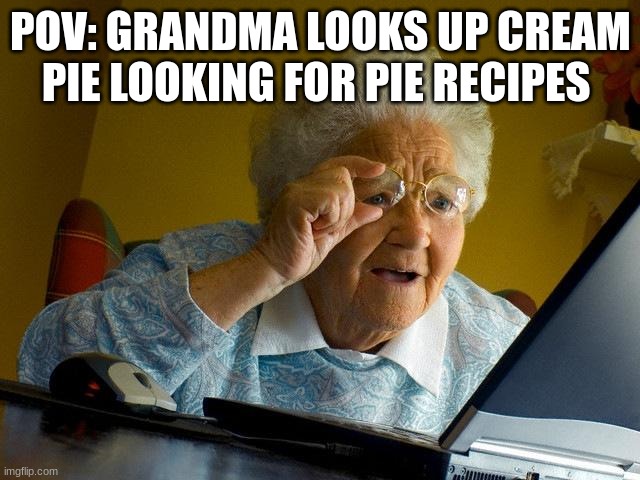 POV: GRANDMA LOOKS UP CREAM
PIE LOOKING FOR PIE RECIPES
imgflip.com